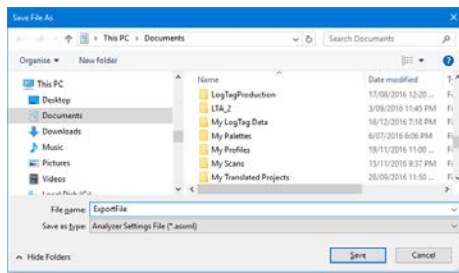 Save File As
This PC > Documents
Search Documents
Organise
New folder
This PC
Desktop
Documents
Downloads
Music
Pictures
Videos
Local Disk (C:)
Name
Date modified
LogTagProduction
17/08/2016 12:20 ...
LTA_2
3/09/2016 11:45 PM
My LogTag Data
16/12/2016 7:18 PM
My Palettes
6/07/2016 6:06 PM
My Profiles
19/11/2016 11:00 ...
My Scans
15/11/2016 9:37 PM
My Translated Projects
28/09/2016 11:50 ...
File name: ExportFile
Save as type: Analyzer Settings File (*.asxml)
Hide Folders
Save
Cancel